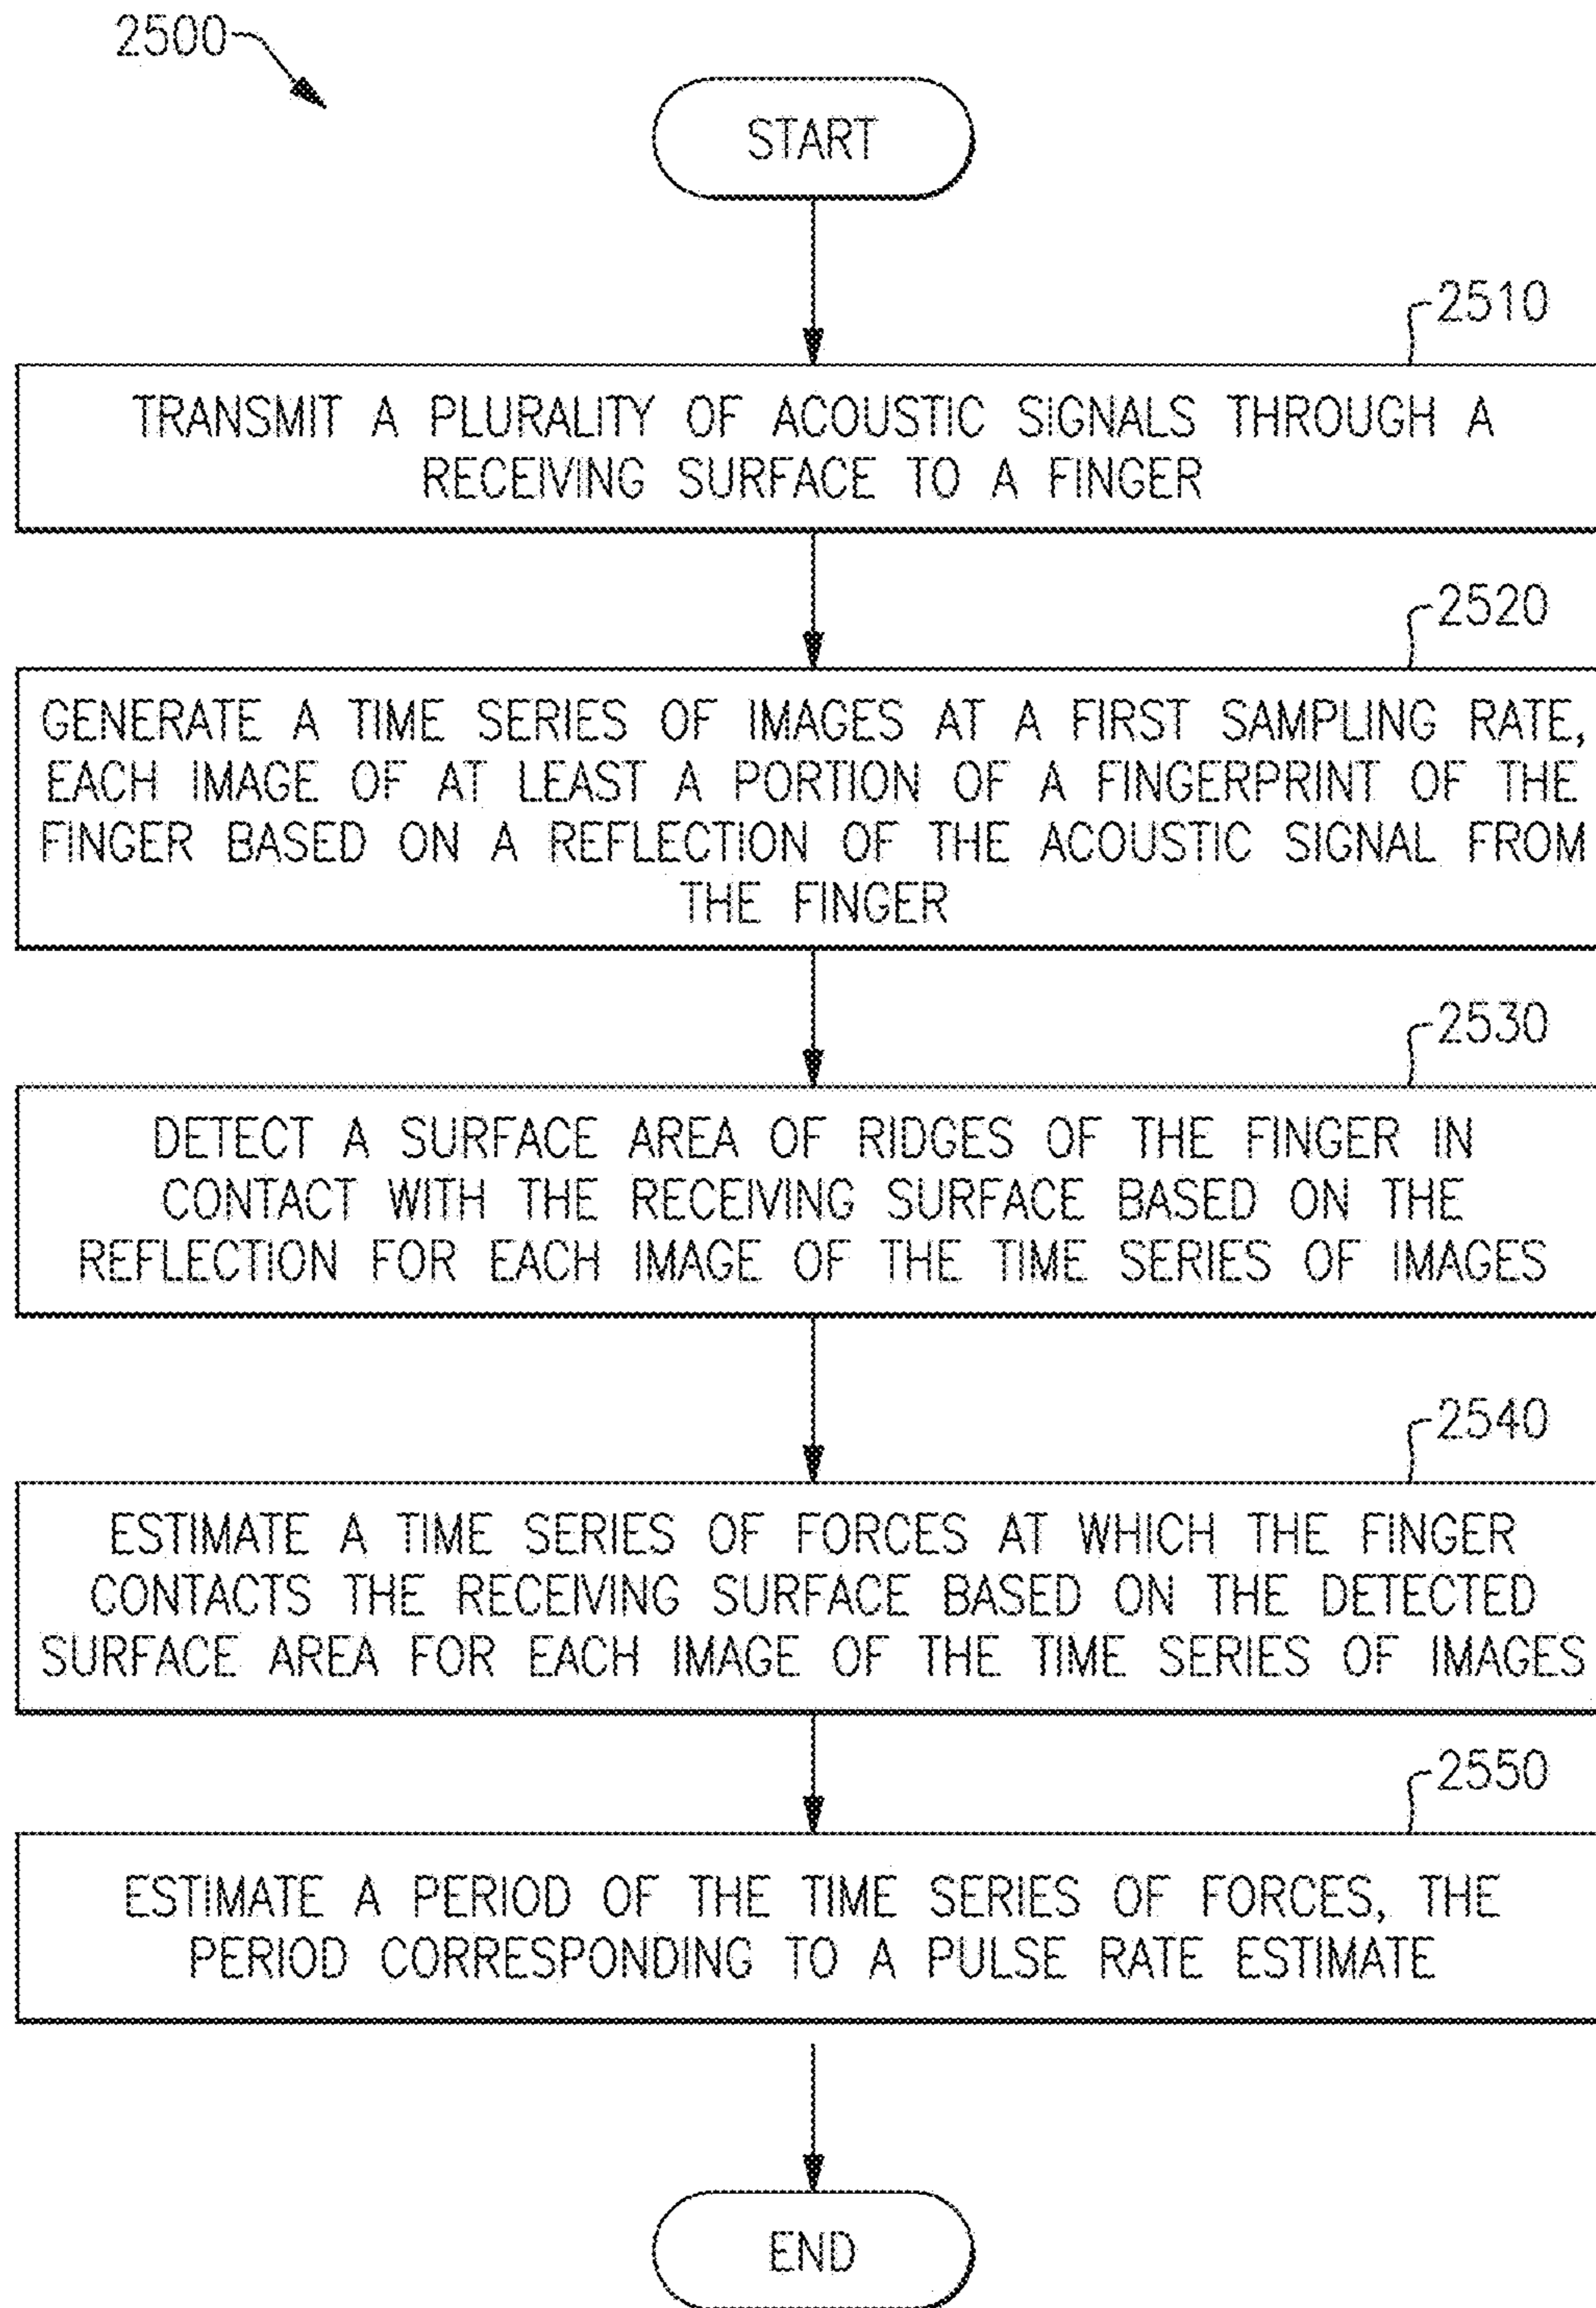 2500
START
2510
TRANSMIT A PLURALITY OF ACOUSTIC SIGNALS THROUGH A
RECEIVING SURFACE TO A FINGER
2520
GENERATE A TIME SERIES OF IMAGES AT A FIRST SAMPLING RATE,
EACH IMAGE OF AT LEAST A PORTION OF A FINGERPRINT OF THE
FINGER BASED ON A REFLECTION OF THE ACOUSTIC SIGNAL FROM
THE FINGER
2530
DETECT A SURFACE AREA OF RIDGES OF THE FINGER IN
CONTACT WITH THE RECEIVING SURFACE BASED ON THE
REFLECTION FOR EACH IMAGE OF THE TIME SERIES OF IMAGES
2540
ESTIMATE A TIME SERIES OF FORCES AT WHICH THE FINGER
CONTACTS THE RECEIVING SURFACE BASED ON THE DETECTED
SURFACE AREA FOR EACH IMAGE OF THE TIME SERIES OF IMAGES
2550
ESTIMATE A PERIOD OF THE TIME SERIES OF FORCES, THE
PERIOD CORRESPONDING TO A PULSE RATE ESTIMATE
END